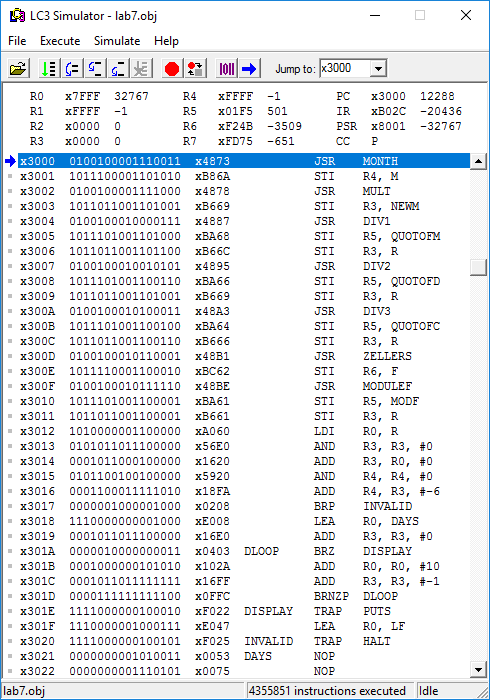 LC3 Simulator - lab7.obj
File Execute Simulate Help
Jump to: x3000
R0 x7FFF 32767 R4 xFFFF -1 PC x3000 12288
R1 xFFFF -1 R5 x01F5 501 IR xB02C -20436
R2 x0000 0 R6 xF24B -3509 PSR x8001 -32767
R3 x0000 0 R7 xFD75 -651 CC P
x3000 0100100001110011 x4873 JSR MONTH
x3001 1011100001101010 x B86A STI R4, M
x3002 0100100001111000 x4878 JSR MULT
x3003 1011011001101001 xB669 STI R3, NEWM
x3004 0100100010000111 x4887 JSR DIV1
x3005 1011101001101000 xBA68 STI R5, QUOTOFM
x3006 1011011001101100 xB66C STI R3, R
x3007 0100100010010101 x4895 JSR DIV2
x3008 1011101001100110 xBA66 STI R5, QUOTOFD
x3009 1011011001101001 xB669 STI R3, R
x300A 0100100010100011 x48A3 JSR DIV3
x300B 1011101001100100 xBA64 STI R5, QUOTOFC
x300C 1011011001100110 xB666 STI R3, R
x300D 0100100010110001 x48B1 JSR ZELLERS
x300E 1011110001100010 xBC62 STI R6, F
x300F 0100100010111110 x48BE JSR MODULEF
x3010 1011101001100001 xBA61 STI R5, MODF
x3011 1011011001100001 xB661 STI R3, R
x3012 1010000001100000 xA060 LDI R0, R
x3013 0101011011100000 x56E0 AND R3, R3, #0
x3014 0001011000100000 x1620 ADD R3, R0, #0
x3015 0101100100100000 x5920 AND R4, R4, #0
x3016 0001100011111010 x18FA ADD R4, R3, #-6
x3017 0000001000001000 x0208 BRP INVALID
x3018 1110000000001000 xE008 LEA R0, DAYS
x3019 0001011011100000 x16E0 ADD R3, R3, #0
x301A 0000010000000011 x0403 DLOOP BRZ DISPLAY
x301B 0001000000101010 x102A ADD R0, R0, #10
x301C 0001011011111111 x16FF ADD R3, R3, #-1
x301D 0000111111111100 x0FFC BRNZP DLOOP
x301E 1111000000100010 xF022 DISPLAY TRAP PUTS
x301F 1110000001000111 xE047 LEA R0, LF
x3020 1111000000100101 xF025 INVALID TRAP HALT
x3021 0000000001010011 x0053 DAYS NOP
x3022 0000000001110101 x0075 NOP
lab7.obj 4355851 instructions executed Idle